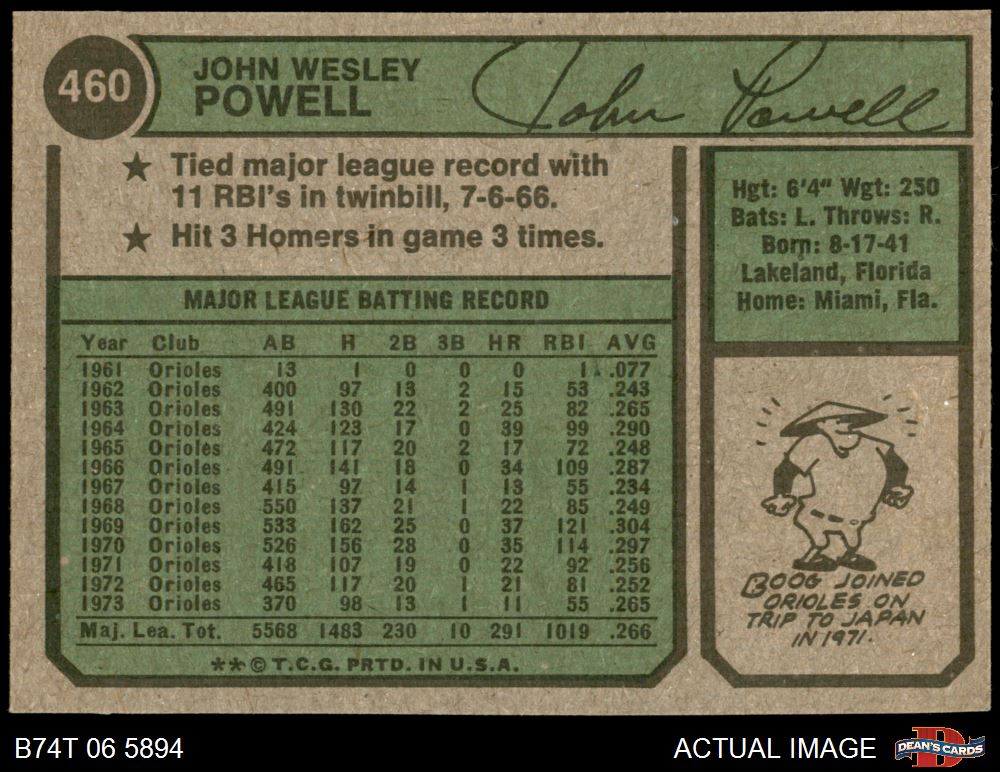 460
JOHN WESLEY
POWELL
John Powell
★ Tied major league record with
11 RBI's in twinbill, 7-6-66.
★ Hit 3 Homers in game 3 times.
Hgt: 6'4" Wgt: 250
Bats: L. Throws: R.
Born: 8-17-41
Lakeland, Florida
Home: Miami, Fla.
MAJOR LEAGUE BATTING RECORD
Year Club AB H 2B 3B HR RBI AVG
1961 Orioles 13 1 0 0 0 1 .077
1962 Orioles 400 97 13 2 15 53 .243
1963 Orioles 491 130 22 2 25 82 .265
1964 Orioles 424 123 17 0 39 99 .290
1965 Orioles 472 117 20 2 17 72 .248
1966 Orioles 491 141 18 0 34 109 .287
1967 Orioles 415 97 14 1 13 55 .234
1968 Orioles 550 137 21 1 22 85 .249
1969 Orioles 533 162 25 0 37 121 .304
1970 Orioles 526 156 28 0 35 114 .297
1971 Orioles 418 107 19 0 22 92 .256
1972 Orioles 465 117 20 1 21 81 .252
1973 Orioles 370 98 13 1 11 55 .265
Maj. Lea. Tot. 5568 1483 230 10 291 1019 .266
**© T.C.G. PRTD. IN U.S.A.
BOOG JOINED
ORIOLES ON
TRIP TO JAPAN
IN 1971.
B74T 06 5894
ACTUAL IMAGE
DEAN'S CARDS